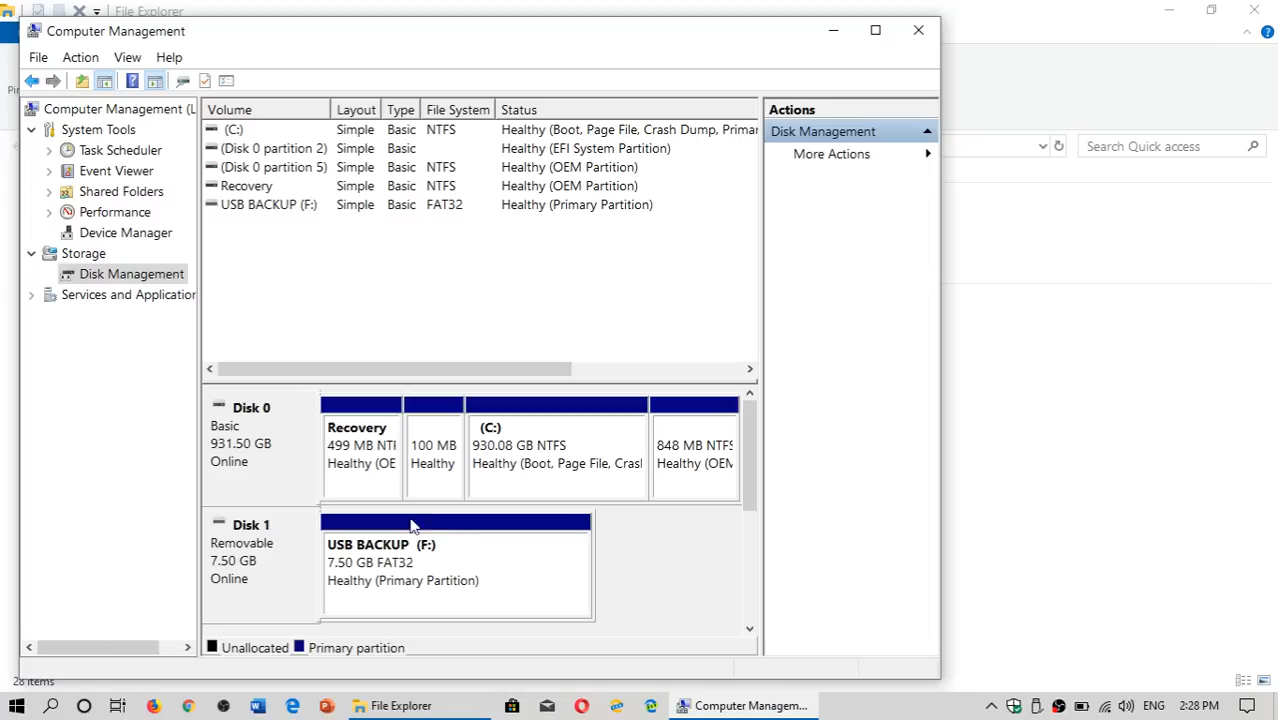 File Explorer
Computer Management
File Action View Help
Computer Management (L
System Tools
Task Scheduler
Event Viewer
Shared Folders
Performance
Device Manager
Storage
Disk Management
Services and Application
Volume Layout Type File System Status
(C:) Simple Basic NTFS Healthy (Boot, Page File, Crash Dump, Primar
(Disk 0 partition 2) Simple Basic Healthy (EFI System Partition)
(Disk 0 partition 5) Simple Basic NTFS Healthy (OEM Partition)
Recovery Simple Basic NTFS Healthy (OEM Partition)
USB BACKUP (F:) Simple Basic FAT32 Healthy (Primary Partition)
Actions
Disk Management
More Actions
Search Quick access
Disk 0
Basic
931.50 GB
Online
Recovery
499 MB NTI
Healthy (OE
100 MB
Healthy
(C:)
930.08 GB NTFS
Healthy (Boot, Page File, Crasl
848 MB NTFS
Healthy (OEM
Disk 1
Removable
7.50 GB
Online
USB BACKUP (F:)
7.50 GB FAT32
Healthy (Primary Partition)
Unallocated Primary partition
28 items
File Explorer
Computer Managem...
ENG
2:28 PM